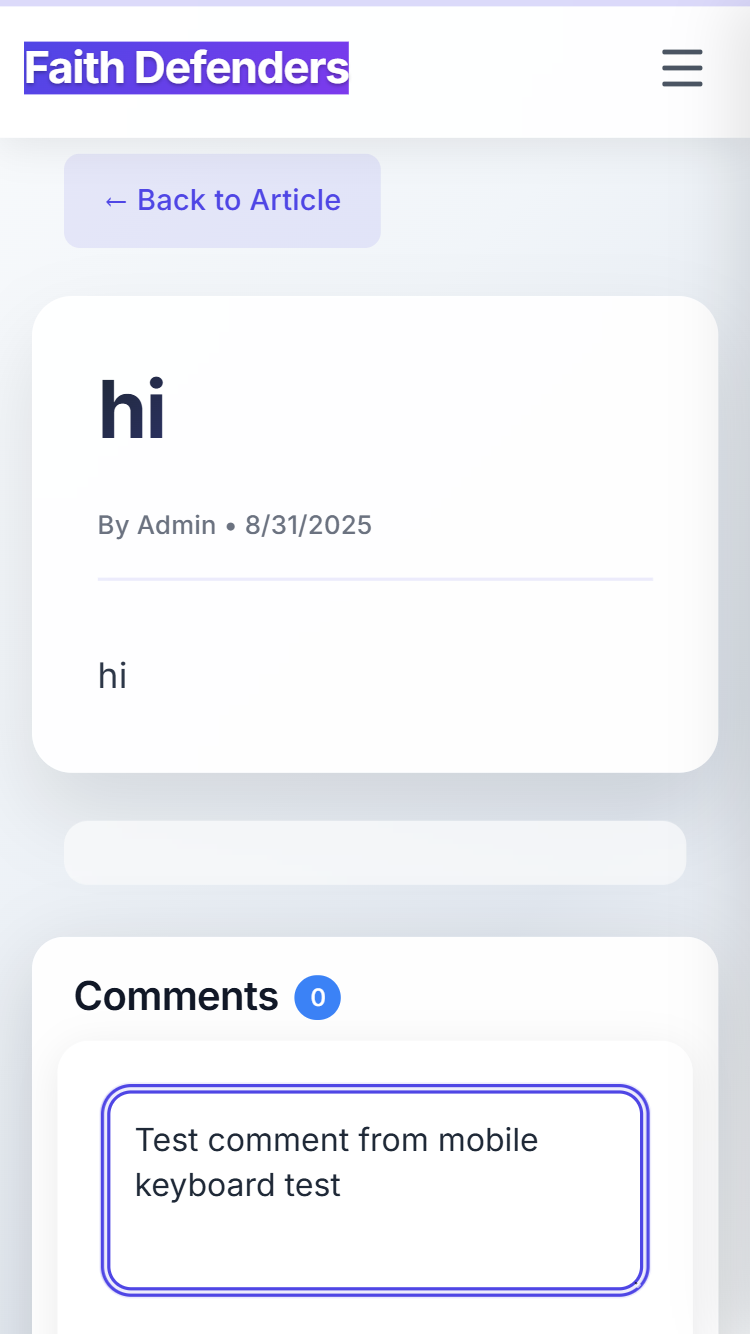 Faith Defenders
← Back to Article
hi
By Admin • 8/31/2025
hi
Comments 0
Test comment from mobile
keyboard test